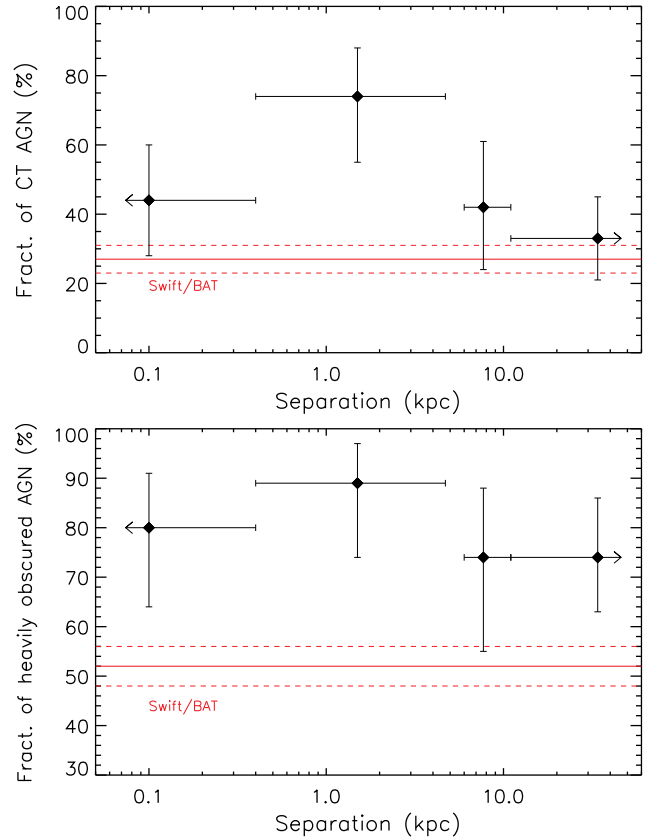 100
80
60
40
20
0
Fract. of CT AGN (%)
Swift/BAT
0.1 1.0 10.0
Separation (kpc)
100
90
80
70
60
50
40
30
Fract. of heavily obscured AGN (%)
Swift/BAT
0.1 1.0 10.0
Separation (kpc)